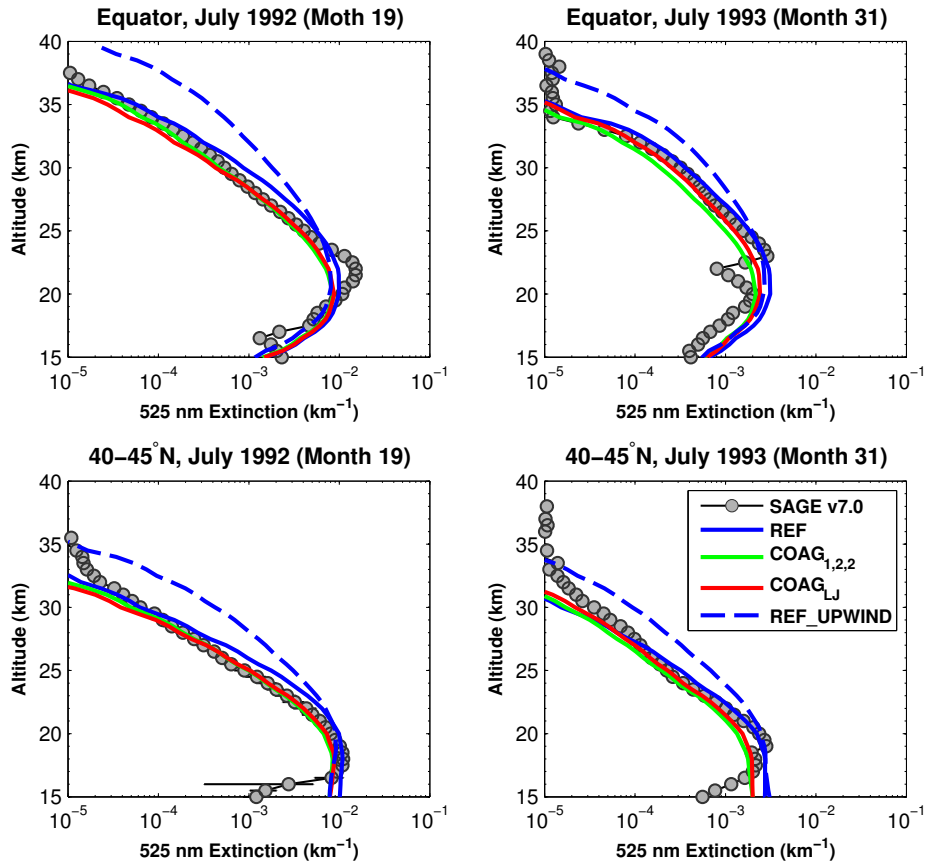 Equator, July 1992 (Moth 19)
40
35
30
25
20
15
Altitude (km)
10⁻⁵ 10⁻⁴ 10⁻³ 10⁻² 10⁻¹
525 nm Extinction (km⁻¹)
Equator, July 1993 (Month 31)
40
35
30
25
20
15
Altitude (km)
10⁻⁵ 10⁻⁴ 10⁻³ 10⁻² 10⁻¹
525 nm Extinction (km⁻¹)
40−45°N, July 1992 (Month 19)
40
35
30
25
20
15
Altitude (km)
10⁻⁵ 10⁻⁴ 10⁻³ 10⁻² 10⁻¹
525 nm Extinction (km⁻¹)
40−45°N, July 1993 (Month 31)
40
35
30
25
20
15
Altitude (km)
SAGE v7.0
REF
COAG₁,₂,₂
COAG_LJ
REF_UPWIND
10⁻⁵ 10⁻⁴ 10⁻³ 10⁻² 10⁻¹
525 nm Extinction (km⁻¹)